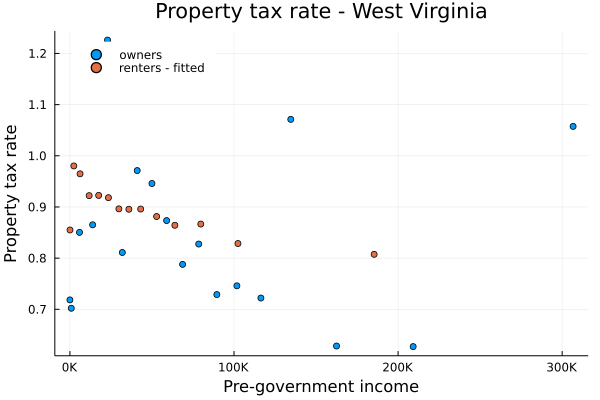 Property tax rate - West Virginia
owners
renters - fitted
Property tax rate
1.2
1.1
1.0
0.9
0.8
0.7
0K 100K 200K 300K
Pre-government income